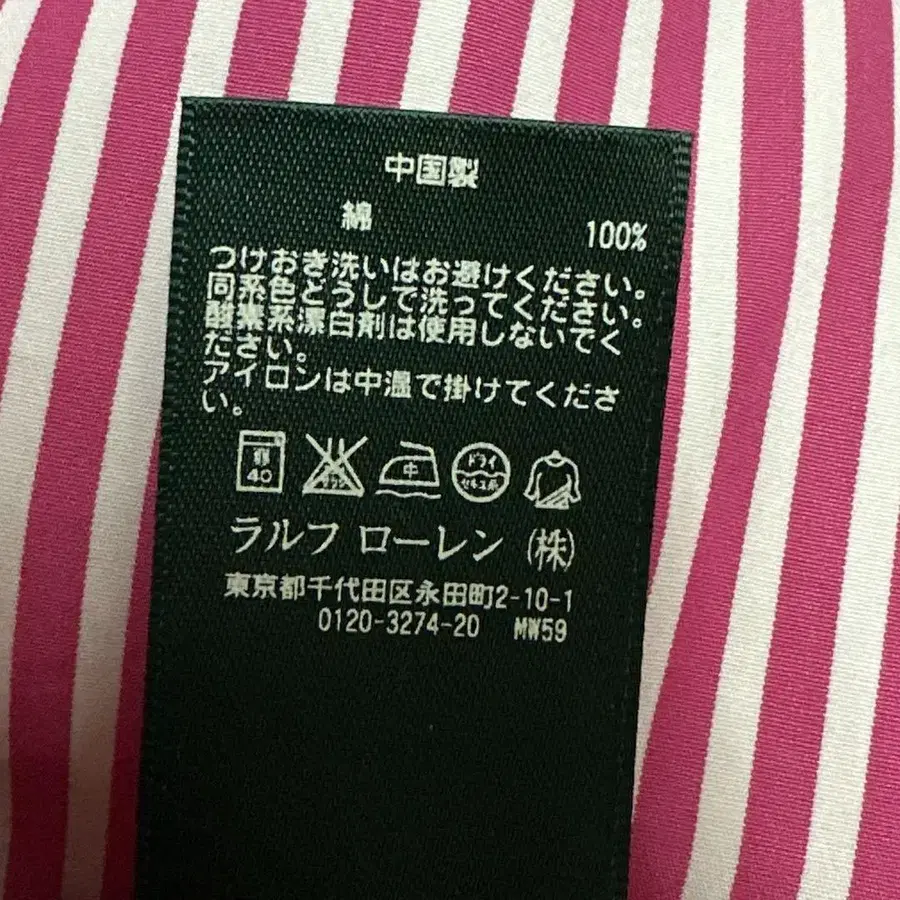 中国製
綿 100%
つけおき洗いはお避けください。
同系色どうしで洗ってください。
酸素系漂白剤は使用しないでく
ださい。
アイロンは中温で掛けてくださ
い。
40 中 ドライ セキユ系
ラルフ ローレン (株)
東京都千代田区永田町2-10-1
0120-3274-20 MW59